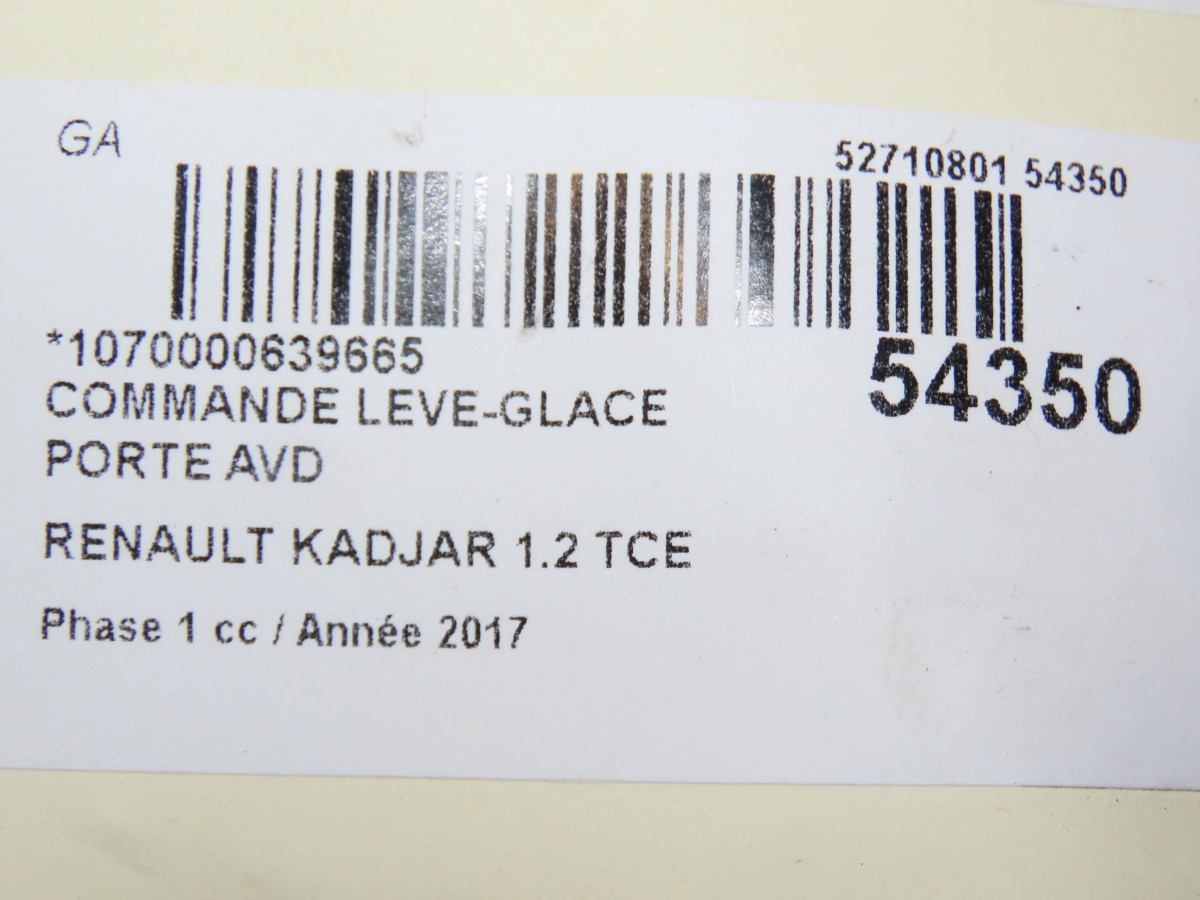 GA
52710801 54350
*1070000639665
54350
COMMANDE LEVE-GLACE
PORTE AVD
RENAULT KADJAR 1.2 TCE
Phase 1 cc / Année 2017